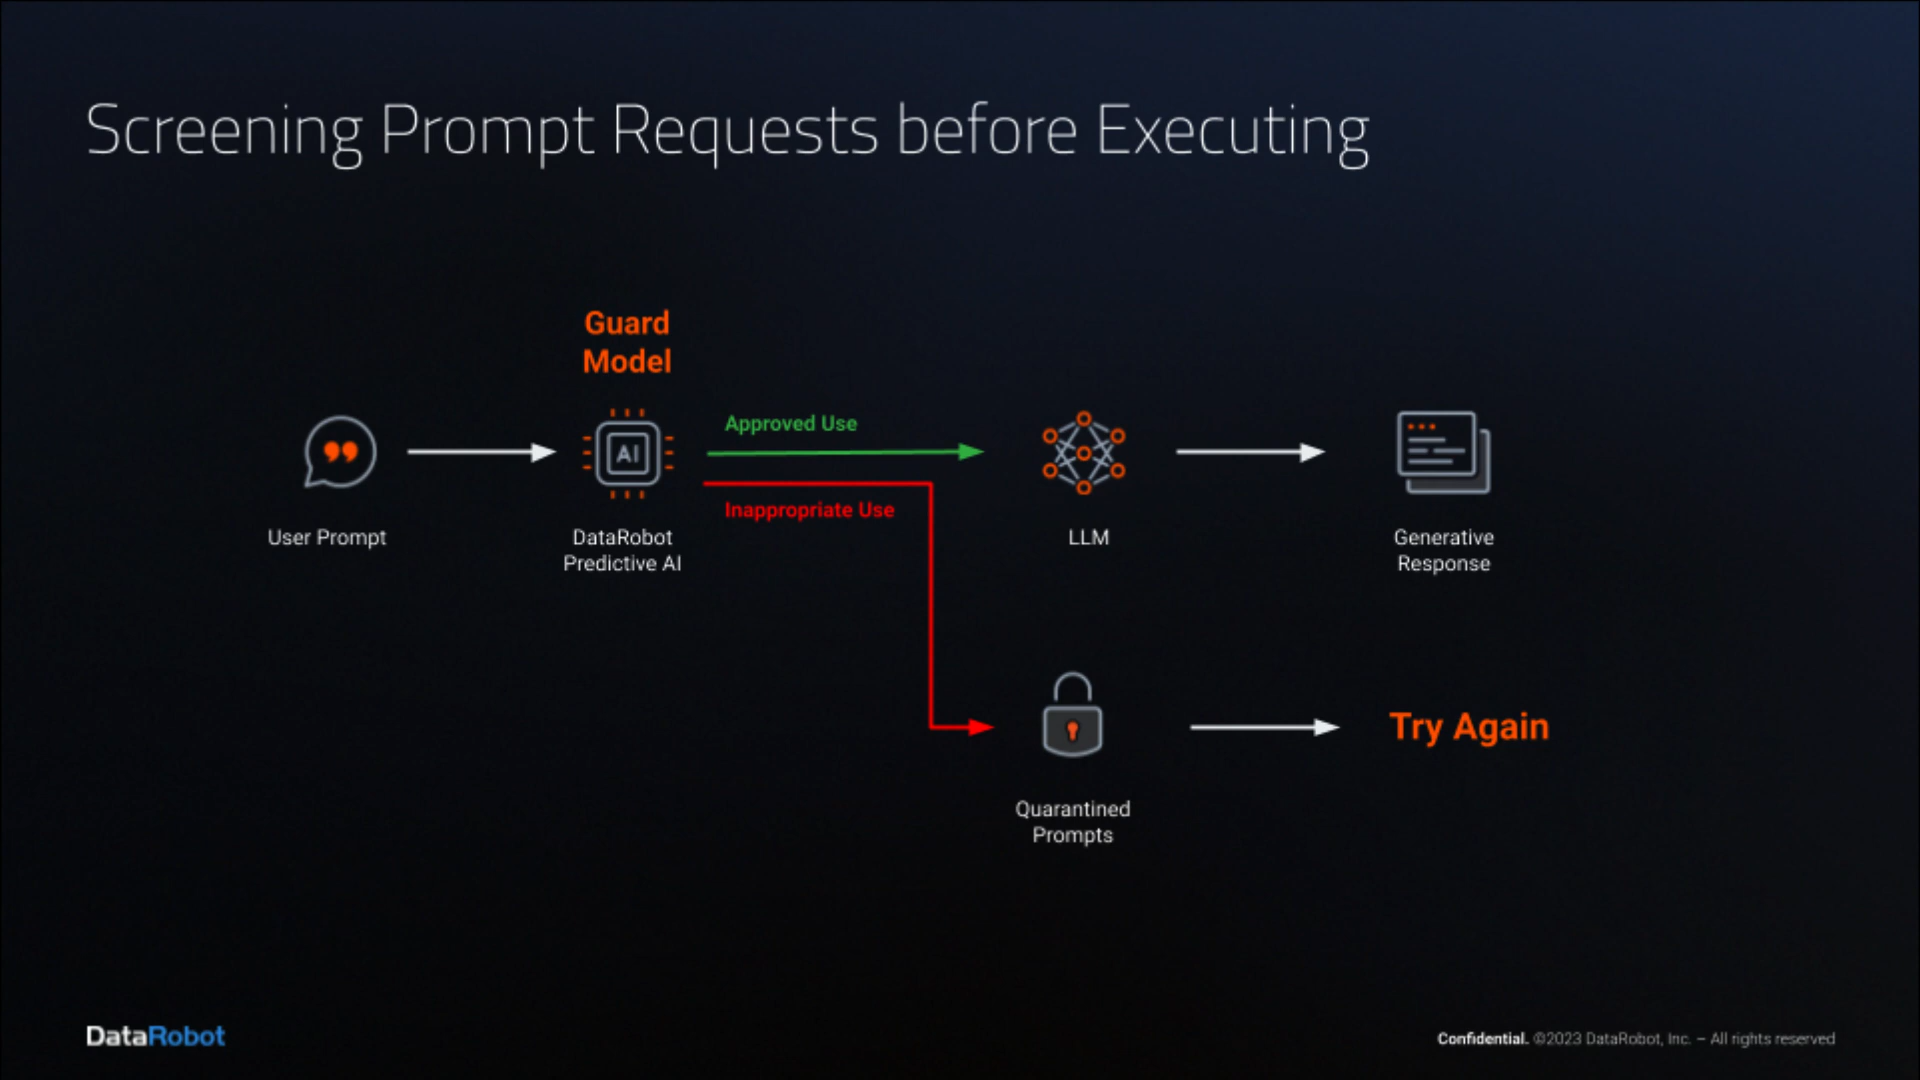 Screening Prompt Requests before Executing
Guard
Model
Approved Use
AI
Inappropriate Use
User Prompt
DataRobot
Predictive AI
LLM
Generative
Response
Try Again
Quarantined
Prompts
DataRobot
Confidential. ©2023 DataRobot, Inc. – All rights reserved